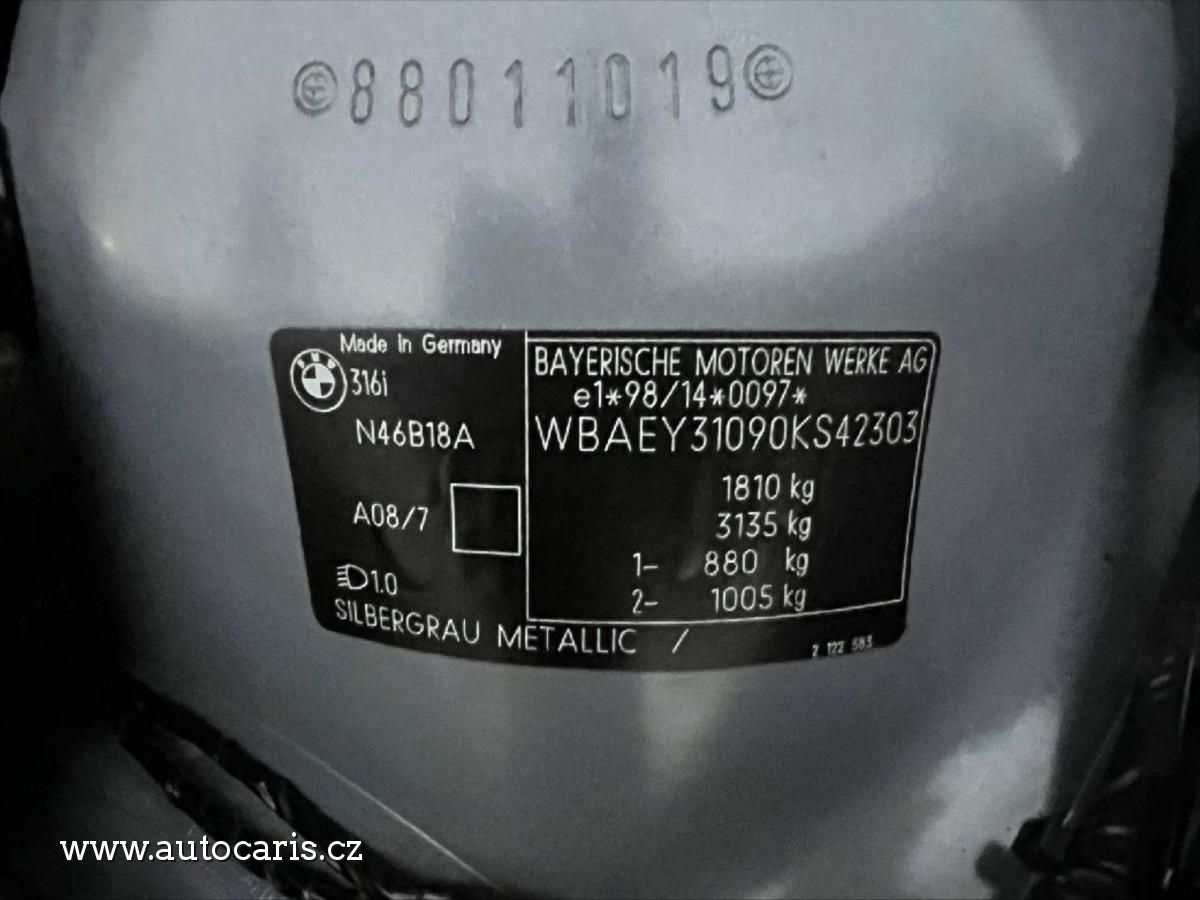 88011019
Made in Germany
BMW
316i
N46B18A
A08/7
1.0
SILBERGRAU METALLIC /
BAYERISCHE MOTOREN WERKE AG
e1*98/14*0097*
WBAEY31090KS42303
1810 kg
3135 kg
1- 880 kg
2- 1005 kg
2 122 583
www.autocaris.cz